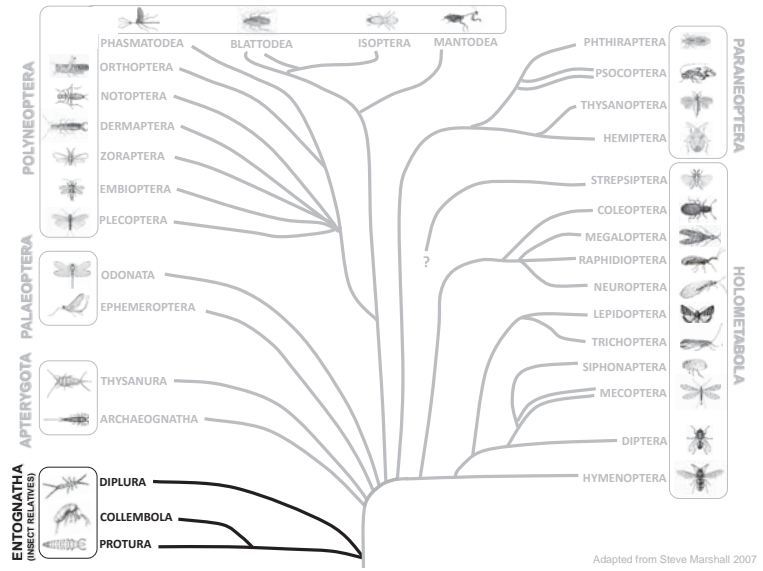 PHASMATODEA
BLATTODEA
ISOPTERA
MANTODEA
POLYNEOPTERA
ORTHOPTERA
NOTOPTERA
DERMAPTERA
ZORAPTERA
EMBIOPTERA
PLECOPTERA
PALAEOPTERA
ODONATA
EPHEMEROPTERA
APTERYGOTA
THYSANURA
ARCHAEOGNATHA
ENTOGNATHA
(INSECT RELATIVES)
DIPLURA
COLLEMBOLA
PROTURA
PHTHIRAPTERA
PSOCOPTERA
THYSANOPTERA
HEMIPTERA
PARANEOPTERA
STREPSIPTERA
COLEOPTERA
MEGALOPTERA
?
RAPHIDIOPTERA
NEUROPTERA
LEPIDOPTERA
TRICHOPTERA
SIPHONAPTERA
MECOPTERA
DIPTERA
HYMENOPTERA
HOLOMETABOLA
Adapted from Steve Marshall 2007